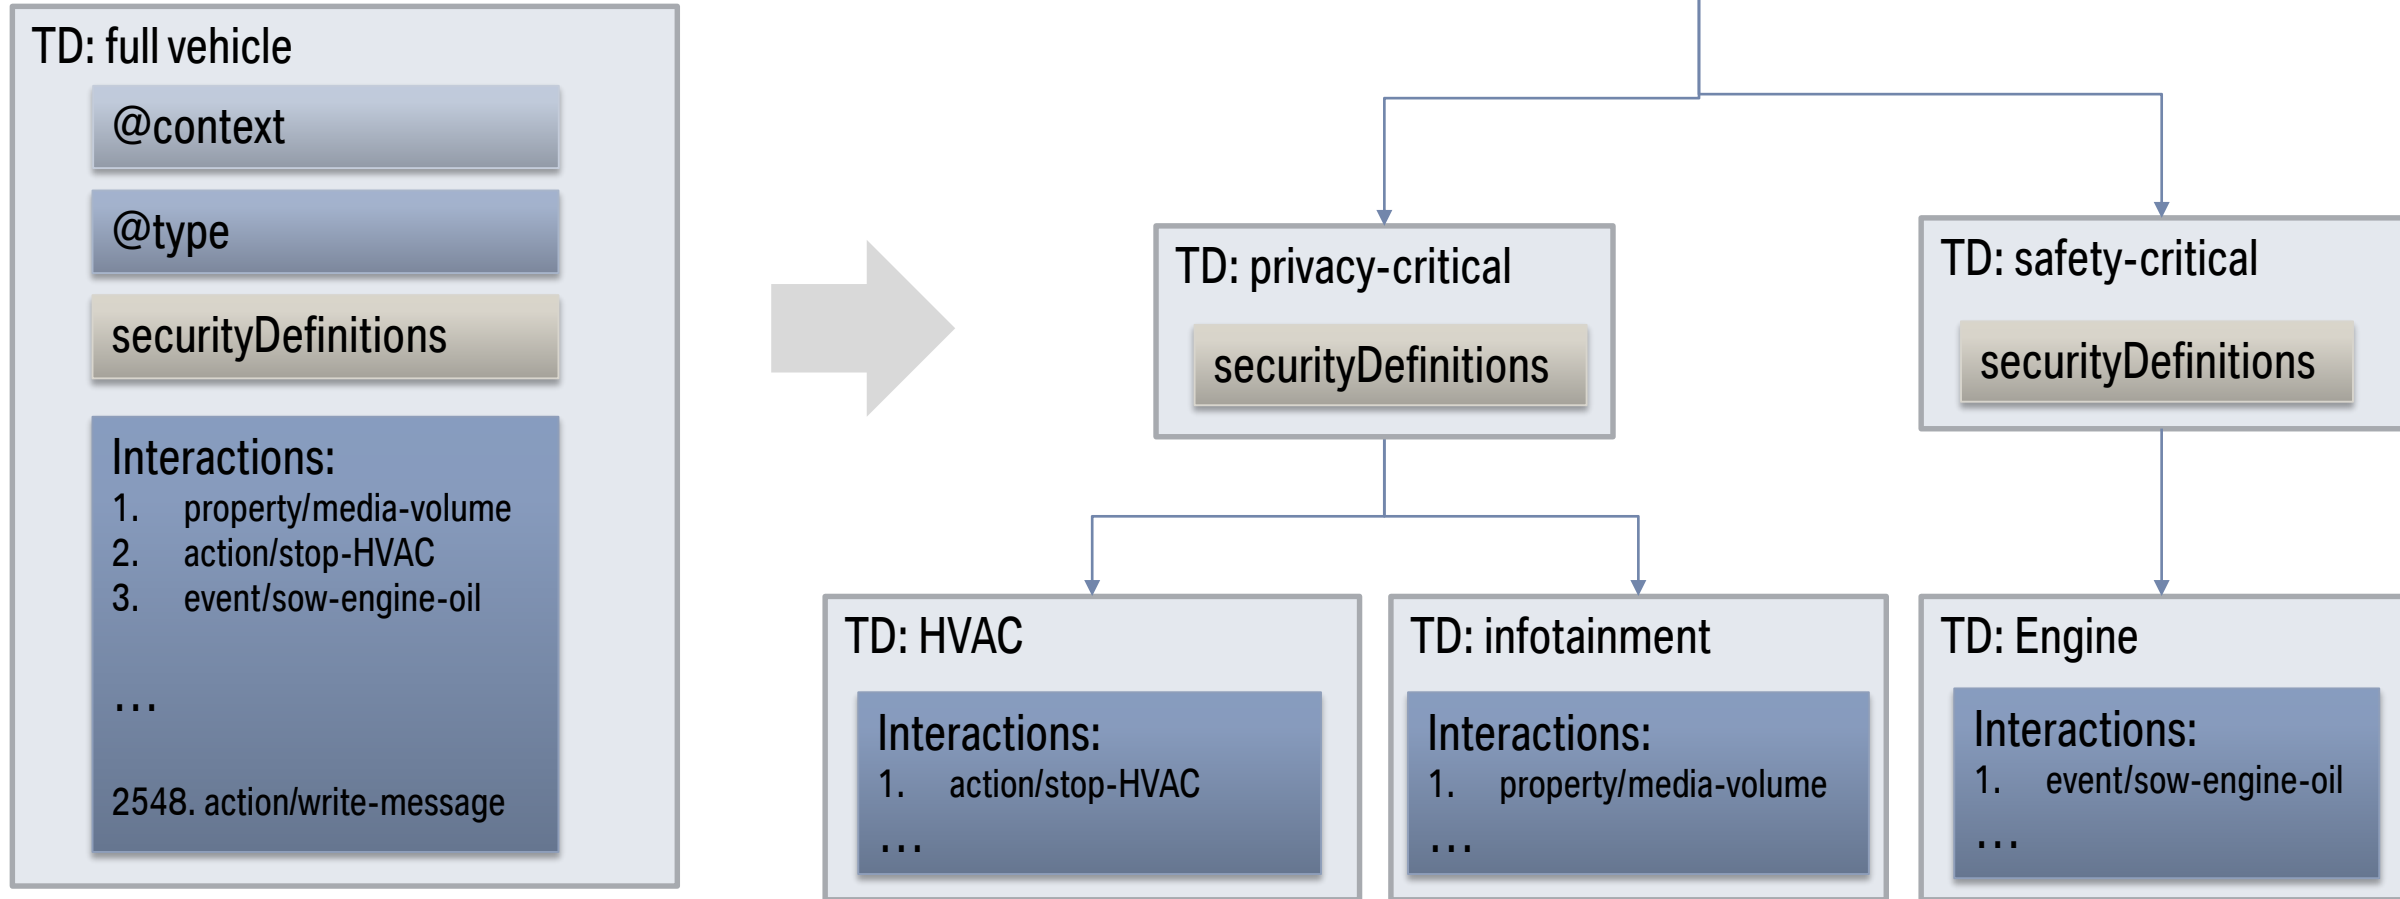 TD: full vehicle
@context
@type
securityDefinitions
Interactions:
1. property/media-volume
2. action/stop-HVAC
3. event/sow-engine-oil
...
2548. action/write-message
TD: privacy-critical
securityDefinitions
TD: safety-critical
securityDefinitions
TD: HVAC
Interactions:
1. action/stop-HVAC
...
TD: infotainment
Interactions:
1. property/media-volume
...
TD: Engine
Interactions:
1. event/sow-engine-oil
...